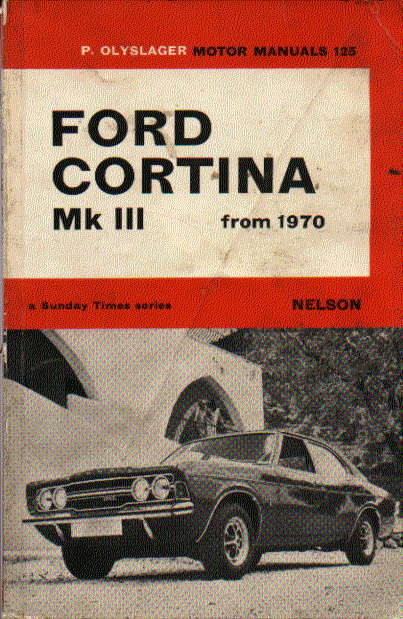 P. OLYSLAGER MOTOR MANUALS 125
FORD
CORTINA
Mk III from 1970
a Sunday Times series NELSON